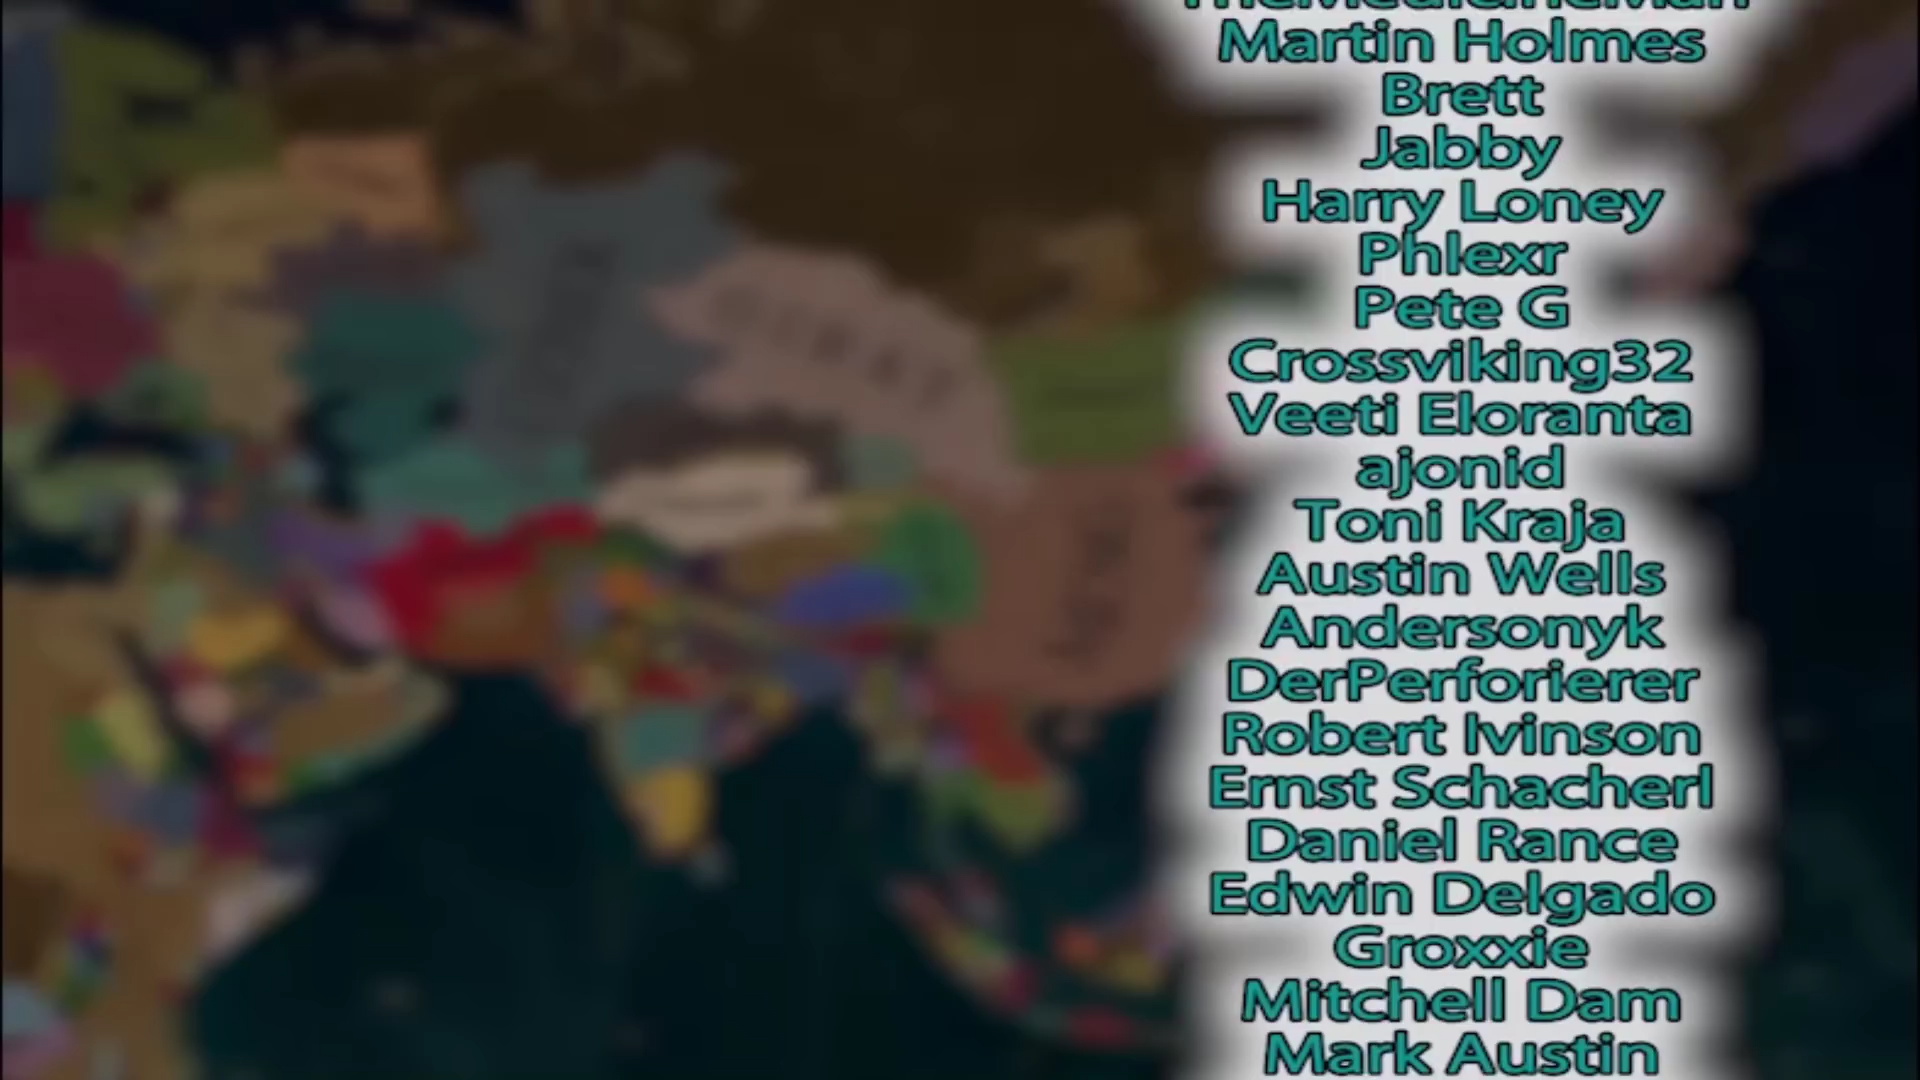 TheMedicineMan
Martin Holmes
Brett
Jabby
Harry Loney
Phlexr
Pete G
Crossviking32
Veeti Eloranta
ajonid
Toni Kraja
Austin Wells
Andersonyk
DerPerforierer
Robert Ivinson
Ernst Schacherl
Daniel Rance
Edwin Delgado
Groxxie
Mitchell Dam
Mark Austin